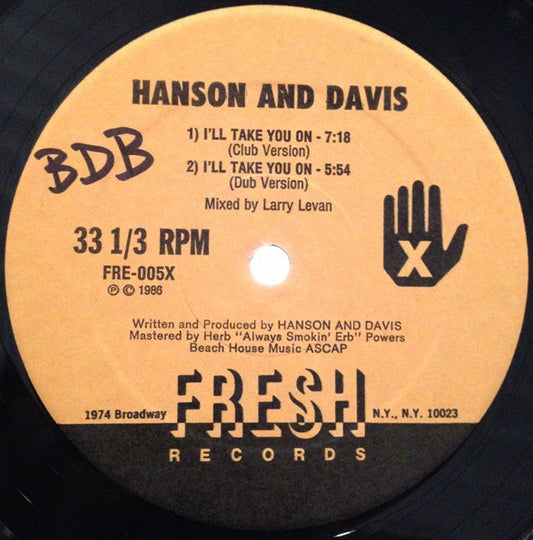 HANSON AND DAVIS
1) I'LL TAKE YOU ON - 7:18
(Club Version)
2) I'LL TAKE YOU ON - 5:54
(Dub Version)
Mixed by Larry Levan
BDB
33 1/3 RPM
FRE-005X
℗ © 1986
X
Written and Produced by HANSON AND DAVIS
Mastered by Herb "Always Smokin' Erb" Powers
Beach House Music ASCAP
1974 Broadway FRESH N.Y., N.Y. 10023
RECORDS